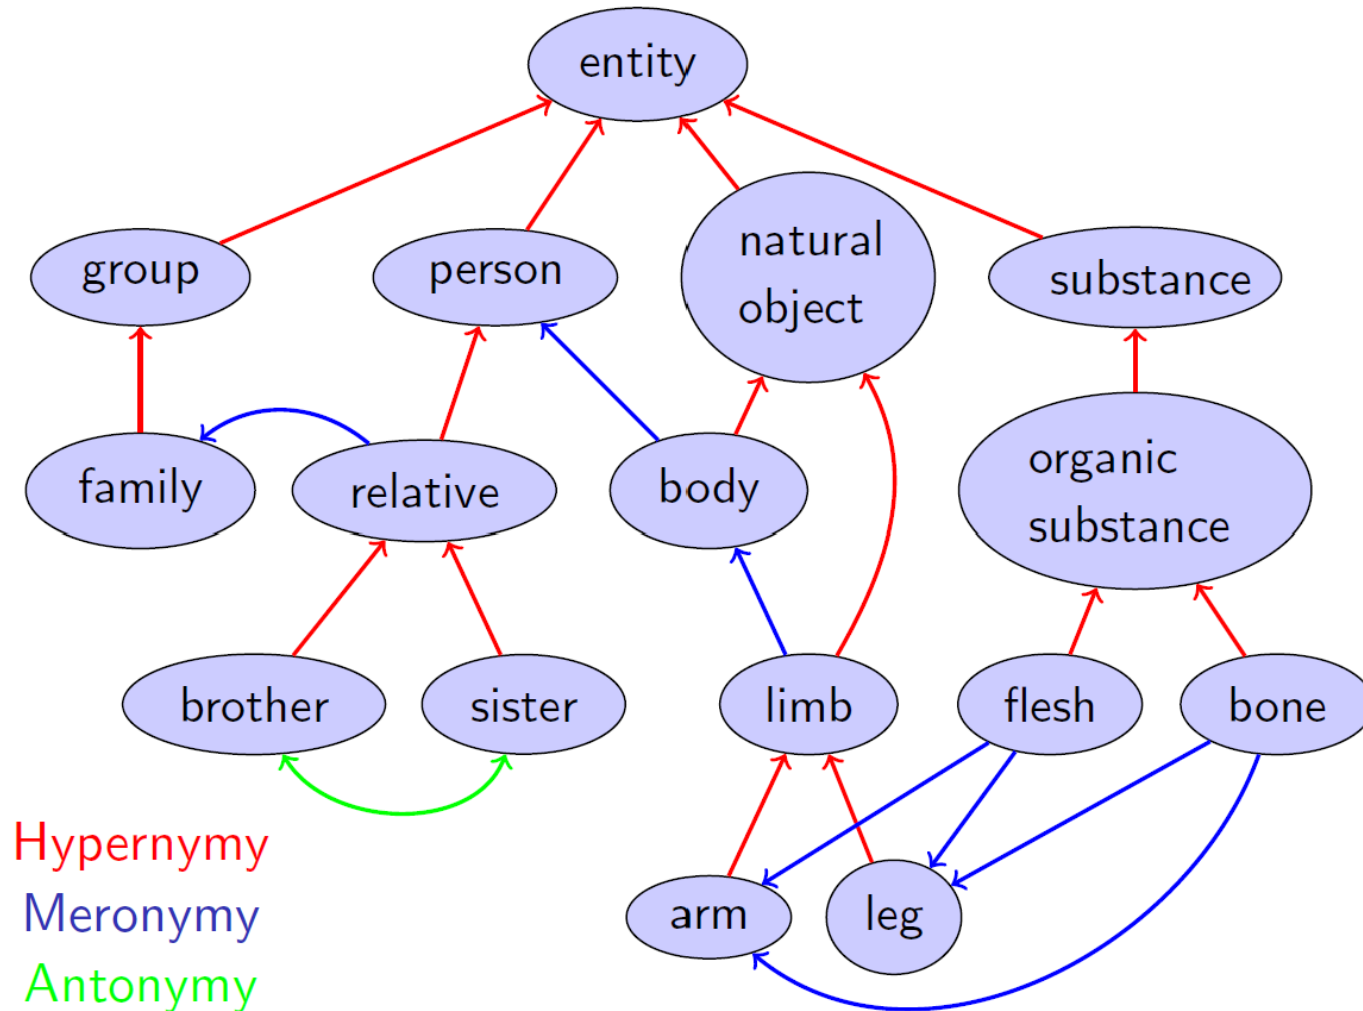 entity
group
person
natural
object
substance
family
relative
body
organic
substance
brother
sister
limb
flesh
bone
Hypernymy
Meronymy
Antonymy
arm
leg